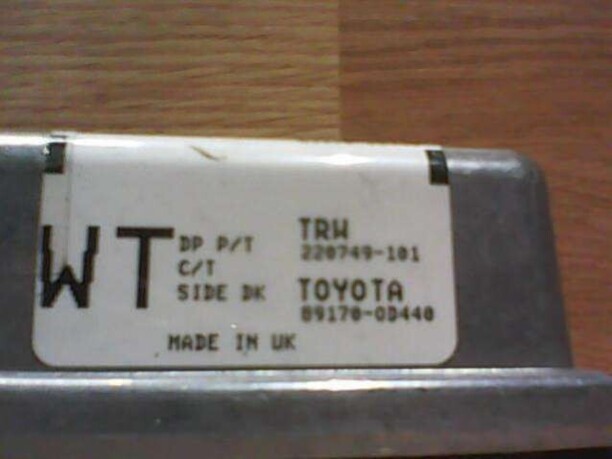 WT
DP P/T TRW
C/T 220749-101
SIDE DK TOYOTA
89170-0D440
MADE IN UK